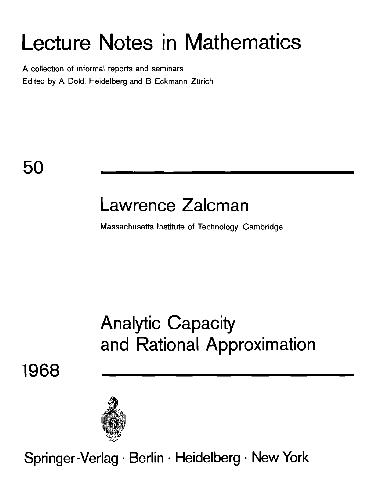 Lecture Notes in Mathematics
A collection of informal reports and seminars
Edited by A. Dold, Heidelberg and B. Eckmann, Zürich
50
Lawrence Zalcman
Massachusetts Institute of Technology, Cambridge
Analytic Capacity
and Rational Approximation
1968
Springer-Verlag · Berlin · Heidelberg · New York